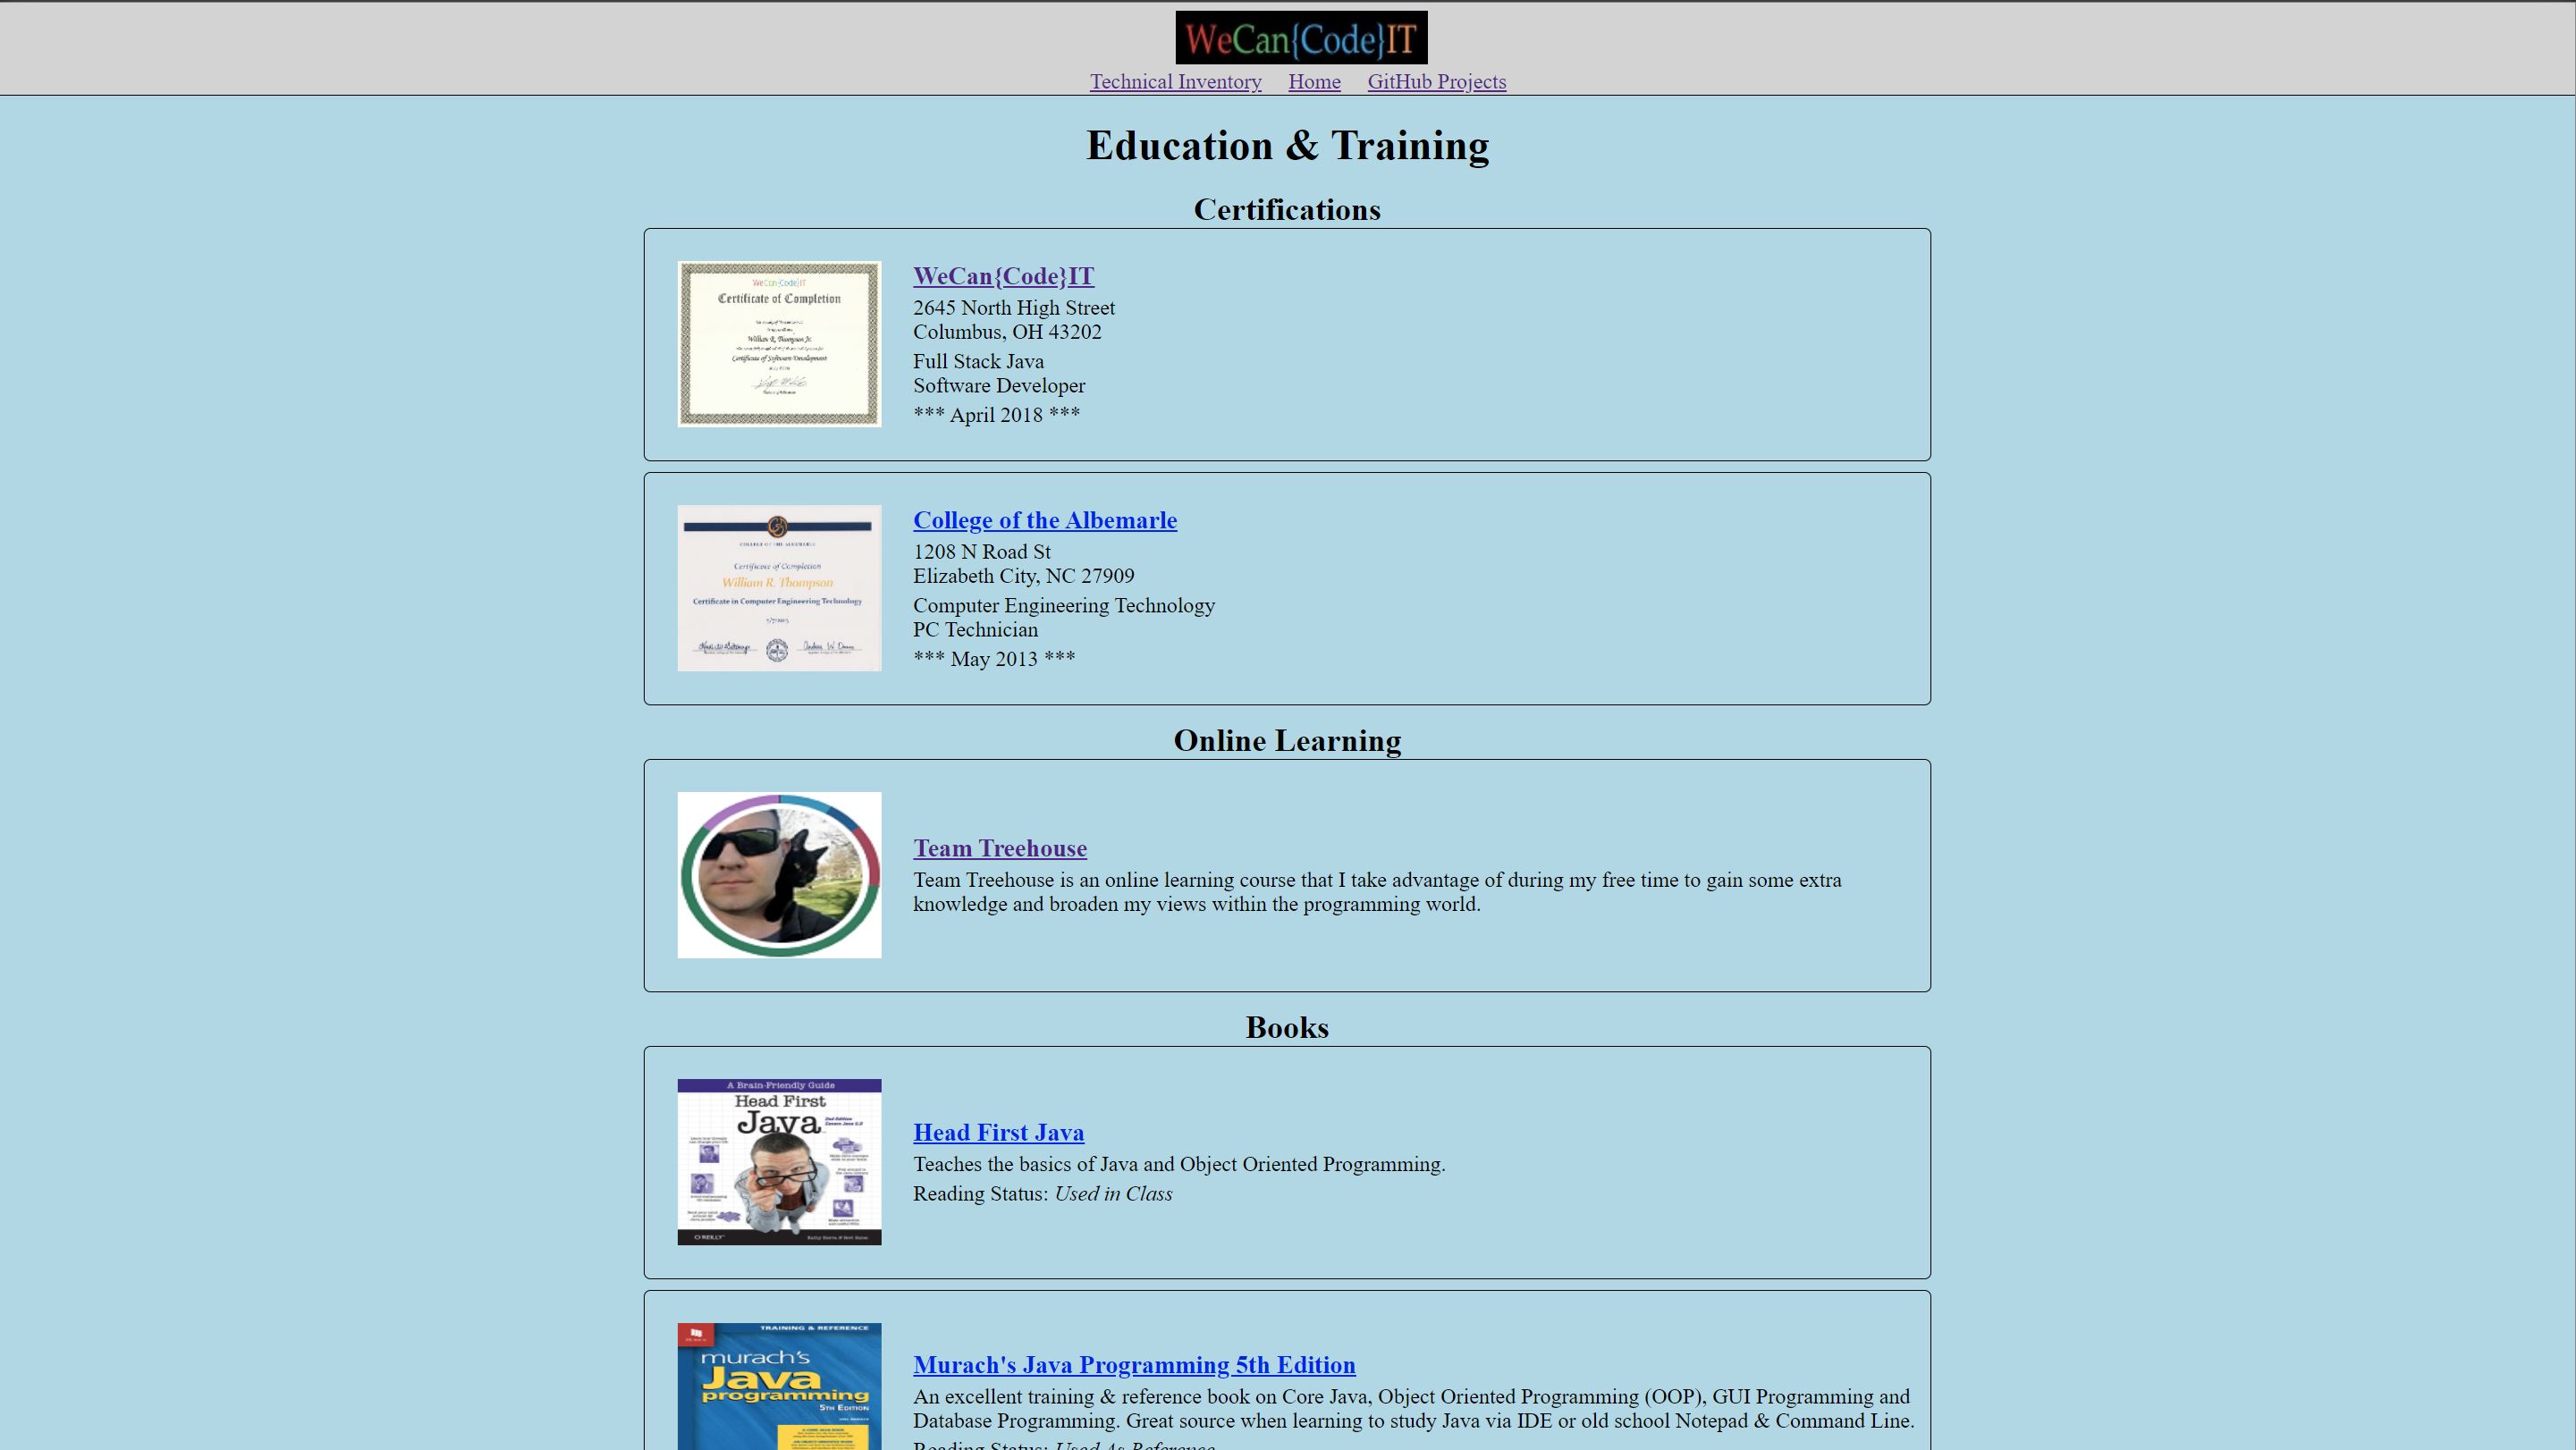 WeCan{Code}IT
Technical Inventory Home GitHub Projects
Education & Training
Certifications
WeCan{Code}IT
Certificate of Completion
William R. Thompson Jr.
Certificate of Software Development
WeCan{Code}IT
2645 North High Street
Columbus, OH 43202
Full Stack Java
Software Developer
*** April 2018 ***
COLLEGE OF THE ALBEMARLE
Certificate of Completion
William R. Thompson
Certificate in Computer Engineering Technology
College of the Albemarle
1208 N Road St
Elizabeth City, NC 27909
Computer Engineering Technology
PC Technician
*** May 2013 ***
Online Learning
Team Treehouse
Team Treehouse is an online learning course that I take advantage of during my free time to gain some extra
knowledge and broaden my views within the programming world.
Books
A Brain-Friendly Guide
Head First
Java
O'REILLY
Head First Java
Teaches the basics of Java and Object Oriented Programming.
Reading Status: Used in Class
TRAINING & REFERENCE
murach's
Java
programming
5TH EDITION
Murach's Java Programming 5th Edition
An excellent training & reference book on Core Java, Object Oriented Programming (OOP), GUI Programming and
Database Programming. Great source when learning to study Java via IDE or old school Notepad & Command Line.
Reading Status: Used As Reference